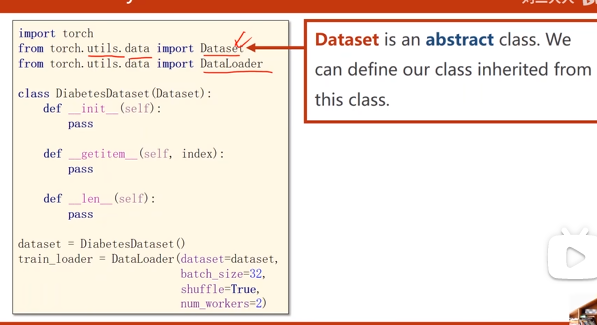 import torch
from torch.utils.data import Dataset
from torch.utils.data import DataLoader
class DiabetesDataset(Dataset):
    def __init__(self):
        pass
    def __getitem__(self, index):
        pass
    def __len__(self):
        pass
dataset = DiabetesDataset()
train_loader = DataLoader(dataset=dataset,
                          batch_size=32,
                          shuffle=True,
                          num_workers=2)
Dataset is an abstract class. We
can define our class inherited from
this class.